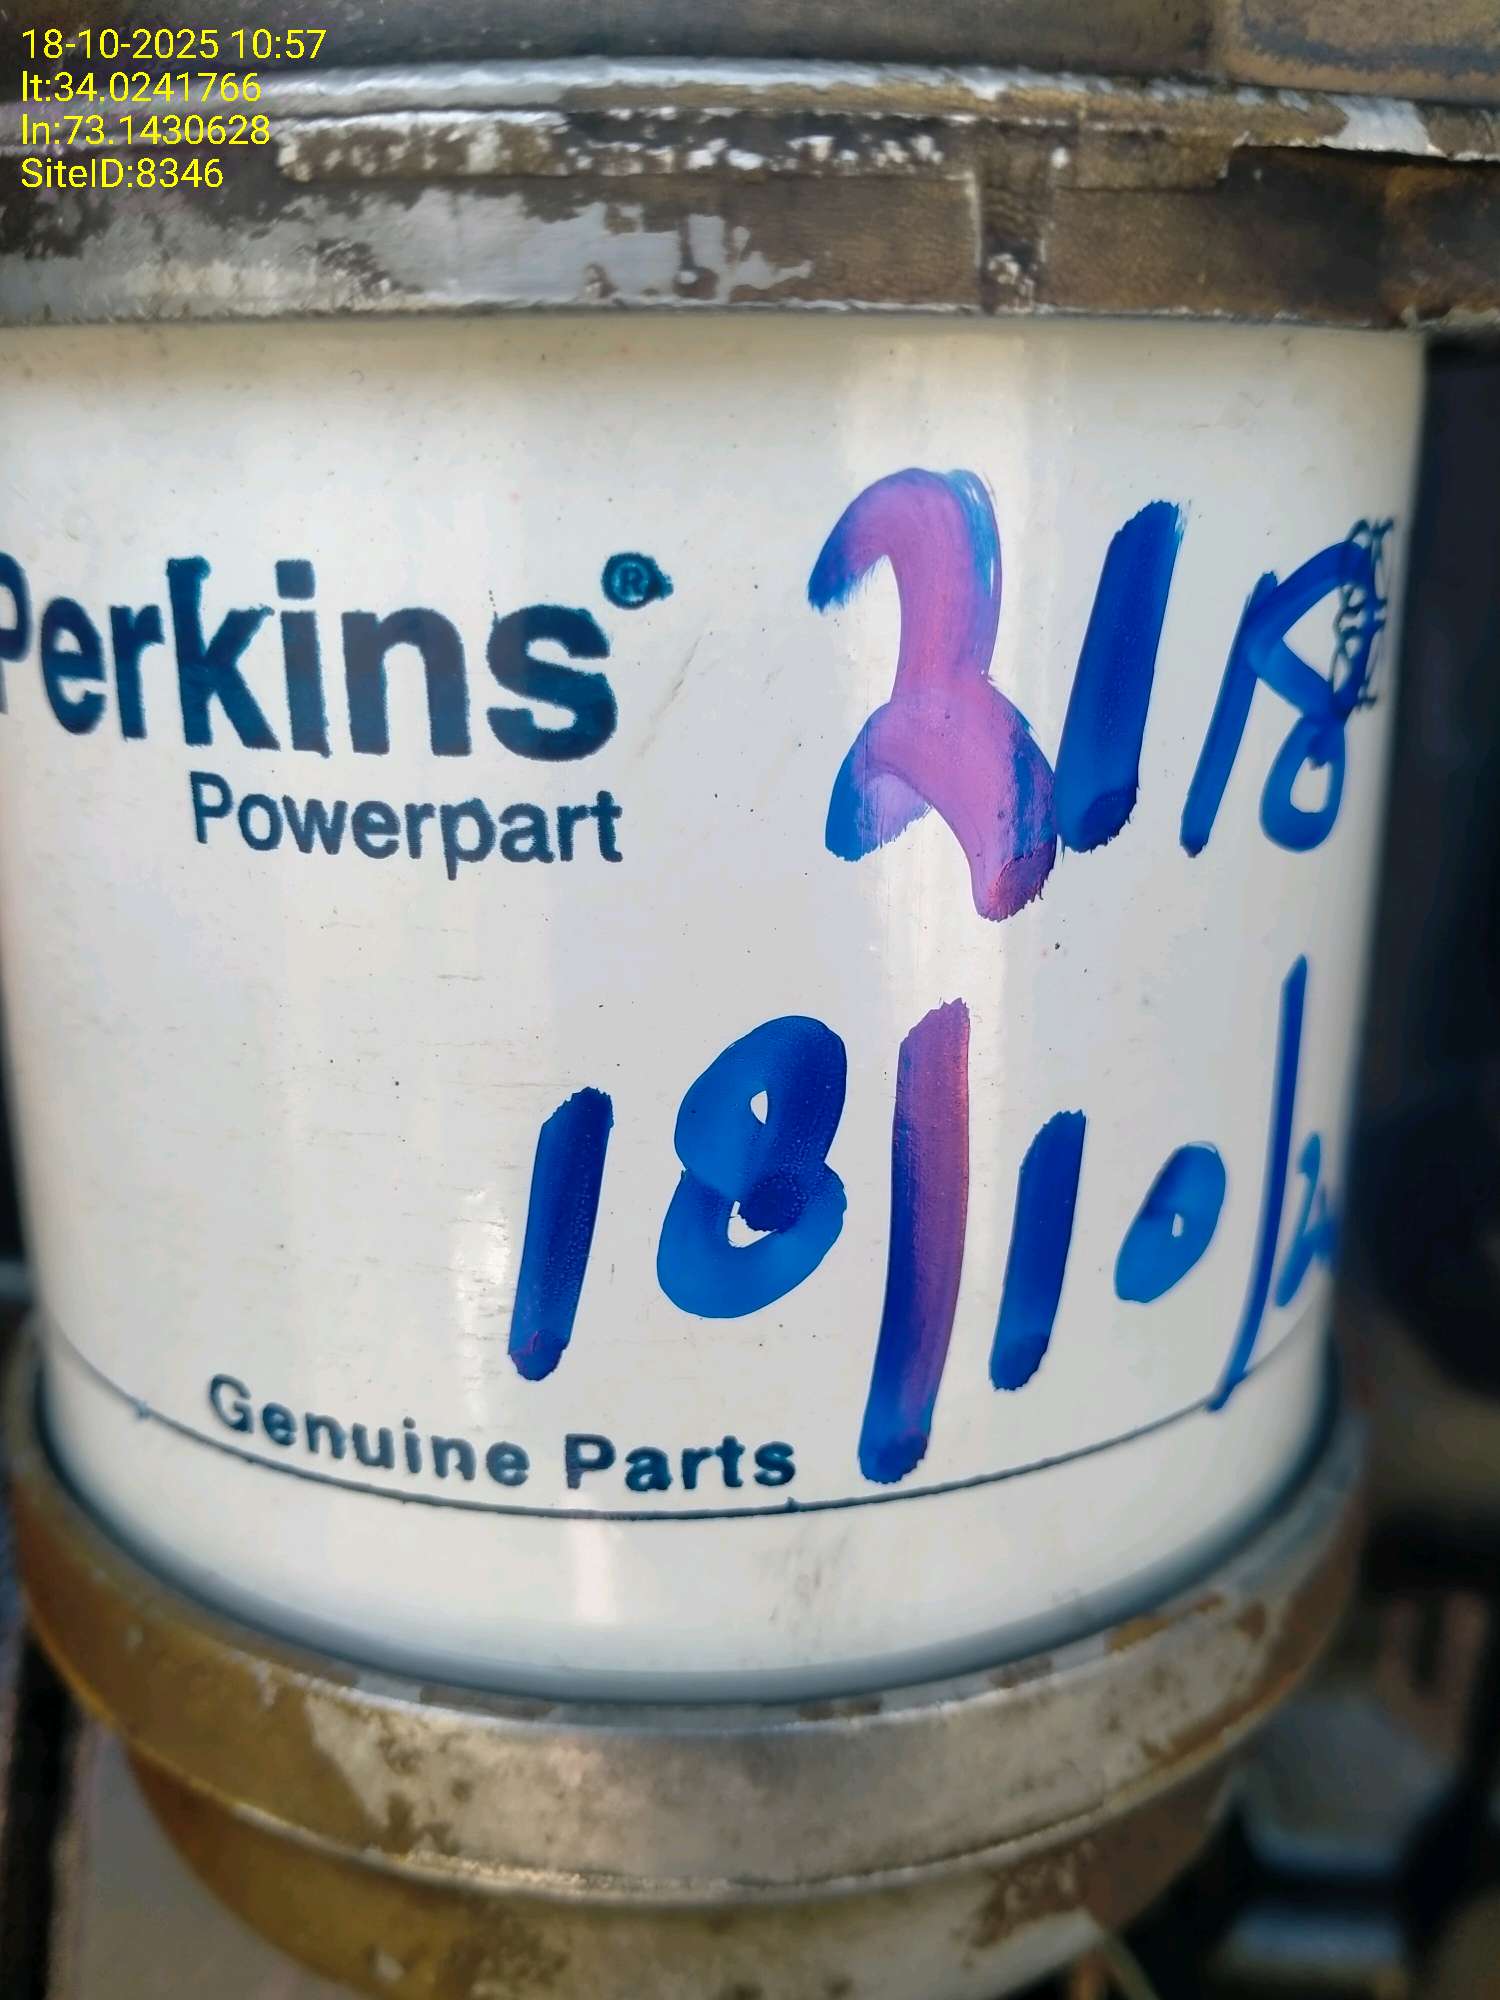 18-10-2025 10:57
lt:34.0241766
ln:73.1430628
SiteID:8346
Perkins®
Powerpart
2118
18/10/2
Genuine Parts